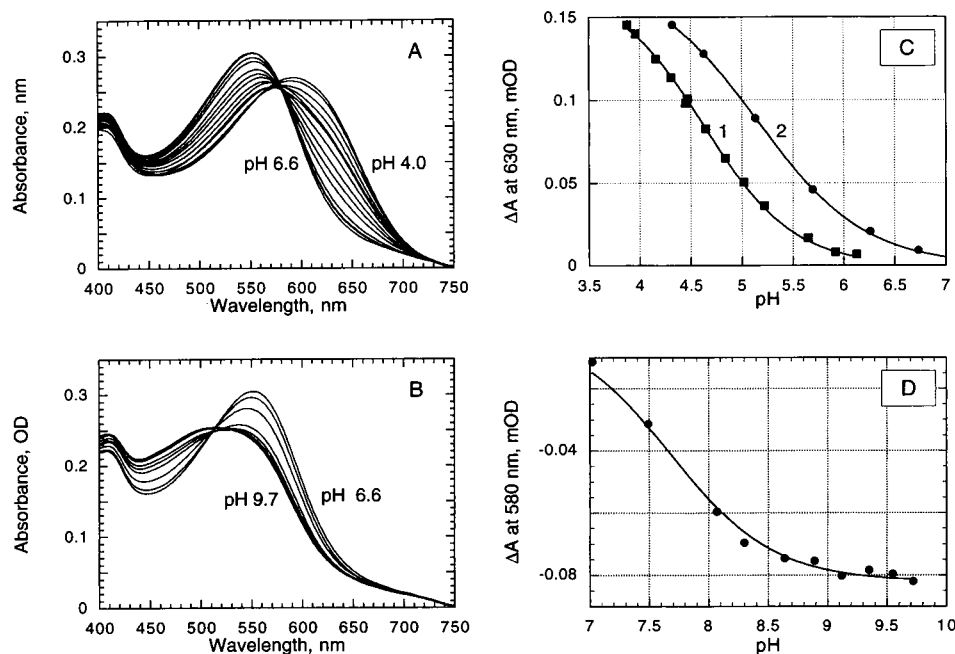 A
Absorbance, nm
0.3
0.2
0.1
0
pH 6.6
pH 4.0
400 450 500 550 600 650 700 750
Wavelength, nm
B
Absorbance, OD
0.3
0.2
0.1
0
pH 9.7
pH 6.6
400 450 500 550 600 650 700 750
Wavelength, nm
C
ΔA at 630 nm, mOD
0.15
0.1
0.05
0
1
2
3.5 4 4.5 5 5.5 6 6.5 7
pH
D
ΔA at 580 nm, mOD
-0.04
-0.08
7 7.5 8 8.5 9 9.5 10
pH